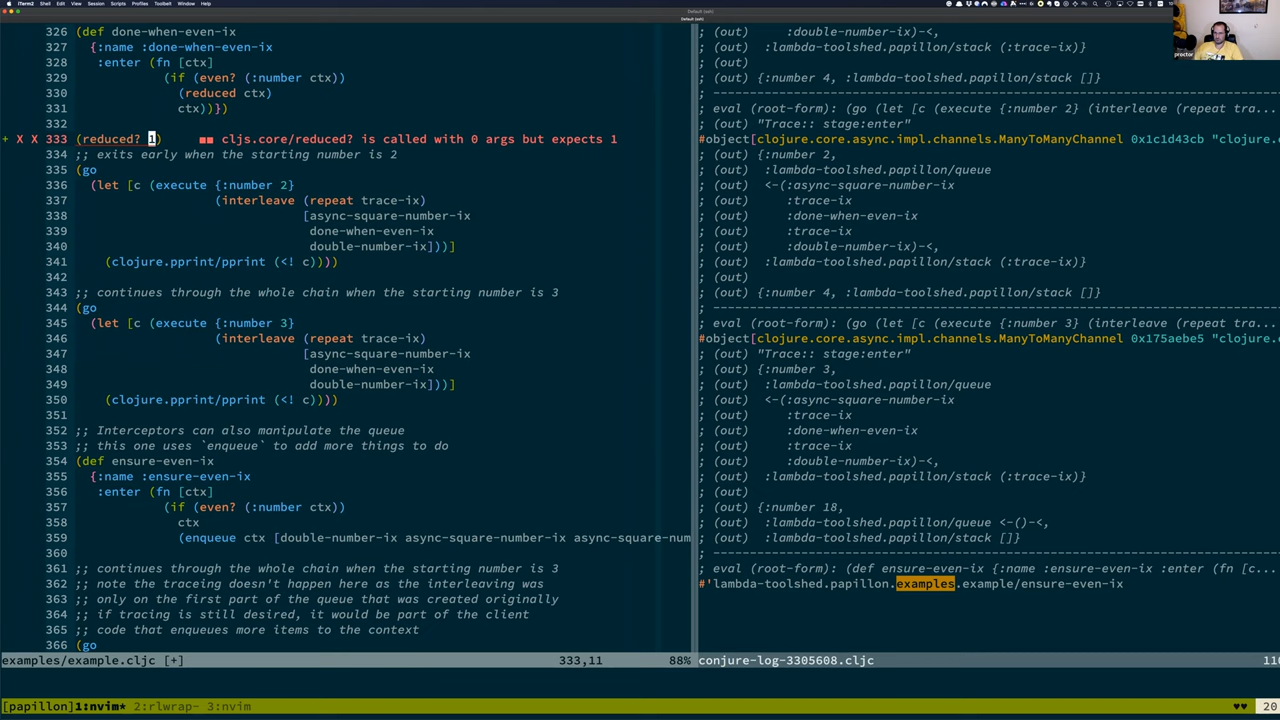 iTerm2 Shell Edit View Session Scripts Profiles Window Help
Default (ssh)
Default (ssh)
326 (def done-when-even-ix
327   {:name :done-when-even-ix
328    :enter (fn [ctx]
329             (if (even? (:number ctx))
330               (reduced ctx)
331               ctx))})
332
+ X X 333 (reduced? 1)     ■■ cljs.core/reduced? is called with 0 args but expects 1
334 ;; exits early when the starting number is 2
335 (go
336   (let [c (execute {:number 2}
337                    (interleave (repeat trace-ix)
338                                [async-square-number-ix
339                                 done-when-even-ix
340                                 double-number-ix]))]
341     (clojure.pprint/pprint (<! c))))
342
343 ;; continues through the whole chain when the starting number is 3
344 (go
345   (let [c (execute {:number 3}
346                    (interleave (repeat trace-ix)
347                                [async-square-number-ix
348                                 done-when-even-ix
349                                 double-number-ix]))]
350     (clojure.pprint/pprint (<! c))))
351
352 ;; Interceptors can also manipulate the queue
353 ;; this one uses `enqueue` to add more things to do
354 (def ensure-even-ix
355   {:name :ensure-even-ix
356    :enter (fn [ctx]
357             (if (even? (:number ctx))
358               ctx
359               (enqueue ctx [double-number-ix async-square-number-ix async-square-num
360
361 ;; continues through the whole chain when the starting number is 3
362 ;; note the tracing doesn't happen here as the interleaving was
363 ;; only on the first part of the queue that was created originally
364 ;; if tracing is still desired, it would be part of the client
365 ;; code that enqueues more items to the context
366 (go
examples/example.cljc [+] 333,11 88%
; (out)     :double-number-ix)-<,
; (out)  :lambda-toolshed.papillon/stack (:trace-ix)}
; (out)
; (out) {:number 4, :lambda-toolshed.papillon/stack []}
; --------------------------------------------------------------------------------
; eval (root-form): (go (let [c (execute {:number 2} (interleave (repeat tra...
; (out) "Trace:: stage:enter"
#object[clojure.core.async.impl.channels.ManyToManyChannel 0x1c1d43cb "clojure.c
; (out) {:number 2,
; (out)  :lambda-toolshed.papillon/queue
; (out)  <-(:async-square-number-ix
; (out)     :trace-ix
; (out)     :done-when-even-ix
; (out)     :trace-ix
; (out)     :double-number-ix)-<,
; (out)  :lambda-toolshed.papillon/stack (:trace-ix)}
; (out)
; (out) {:number 4, :lambda-toolshed.papillon/stack []}
; --------------------------------------------------------------------------------
; eval (root-form): (go (let [c (execute {:number 3} (interleave (repeat tra...
#object[clojure.core.async.impl.channels.ManyToManyChannel 0x175aebe5 "clojure.c
; (out) "Trace:: stage:enter"
; (out) {:number 3,
; (out)  :lambda-toolshed.papillon/queue
; (out)  <-(:async-square-number-ix
; (out)     :trace-ix
; (out)     :done-when-even-ix
; (out)     :trace-ix
; (out)     :double-number-ix)-<,
; (out)  :lambda-toolshed.papillon/stack (:trace-ix)}
; (out)
; (out) {:number 18,
; (out)  :lambda-toolshed.papillon/queue <-()-<,
; (out)  :lambda-toolshed.papillon/stack []}
; --------------------------------------------------------------------------------
; eval (root-form): (def ensure-even-ix {:name :ensure-even-ix :enter (fn [c...
#'lambda-toolshed.papillon.examples.example/ensure-even-ix
conjure-log-3305608.cljc 110
[papillon]1:nvim* 2:rlwrap- 3:nvim ♥♥ 20
proctor